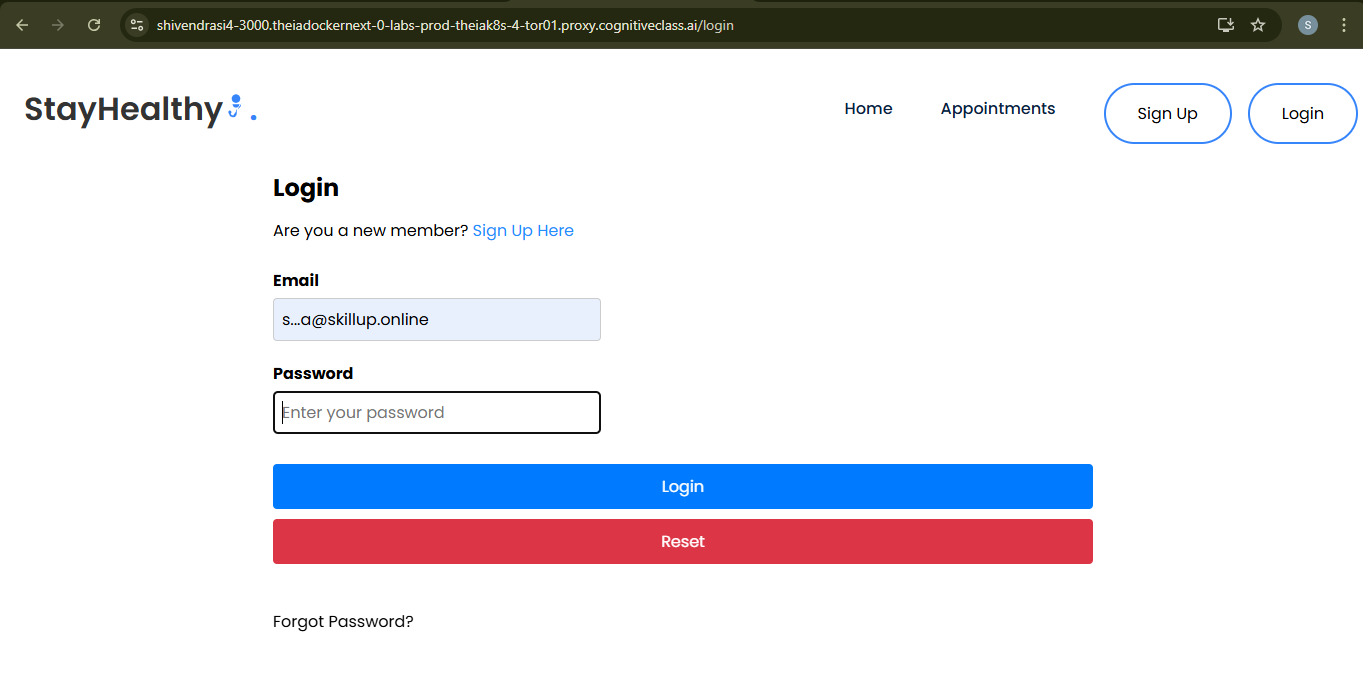 shivendrasi4-3000.theiadockernext-0-labs-prod-theiak8s-4-tor01.proxy.cognitiveclass.ai/login
S
StayHealthy .
Home Appointments Sign Up Login
Login
Are you a new member? Sign Up Here
Email
s...a@skillup.online
Password
Enter your password
Login
Reset
Forgot Password?